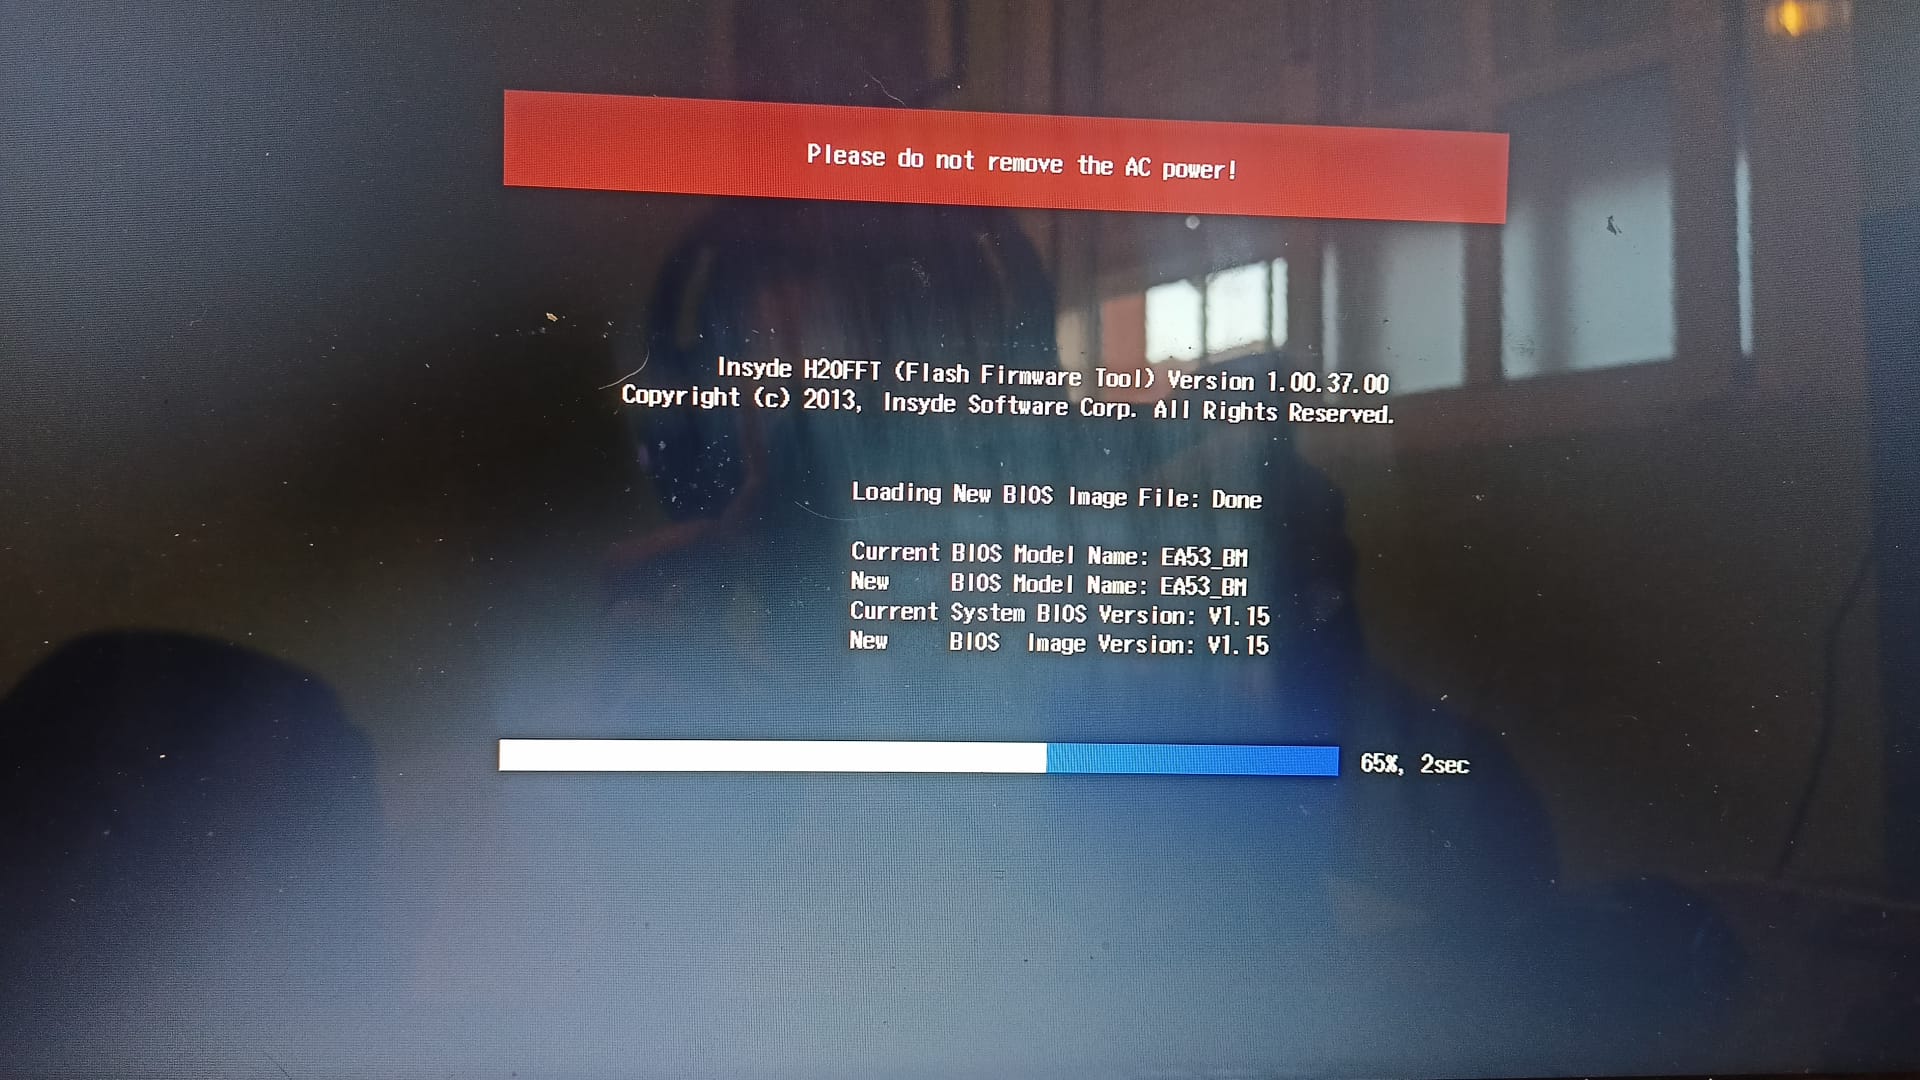 Please do not remove the AC power!
Insyde H2OFFT (Flash Firmware Tool) Version 1.00.37.00
Copyright (c) 2013, Insyde Software Corp. All Rights Reserved.
Loading New BIOS Image File: Done
Current BIOS Model Name: EA53_BM
New     BIOS Model Name: EA53_BM
Current System BIOS Version: V1.15
New     BIOS  Image Version: V1.15
65%, 2sec